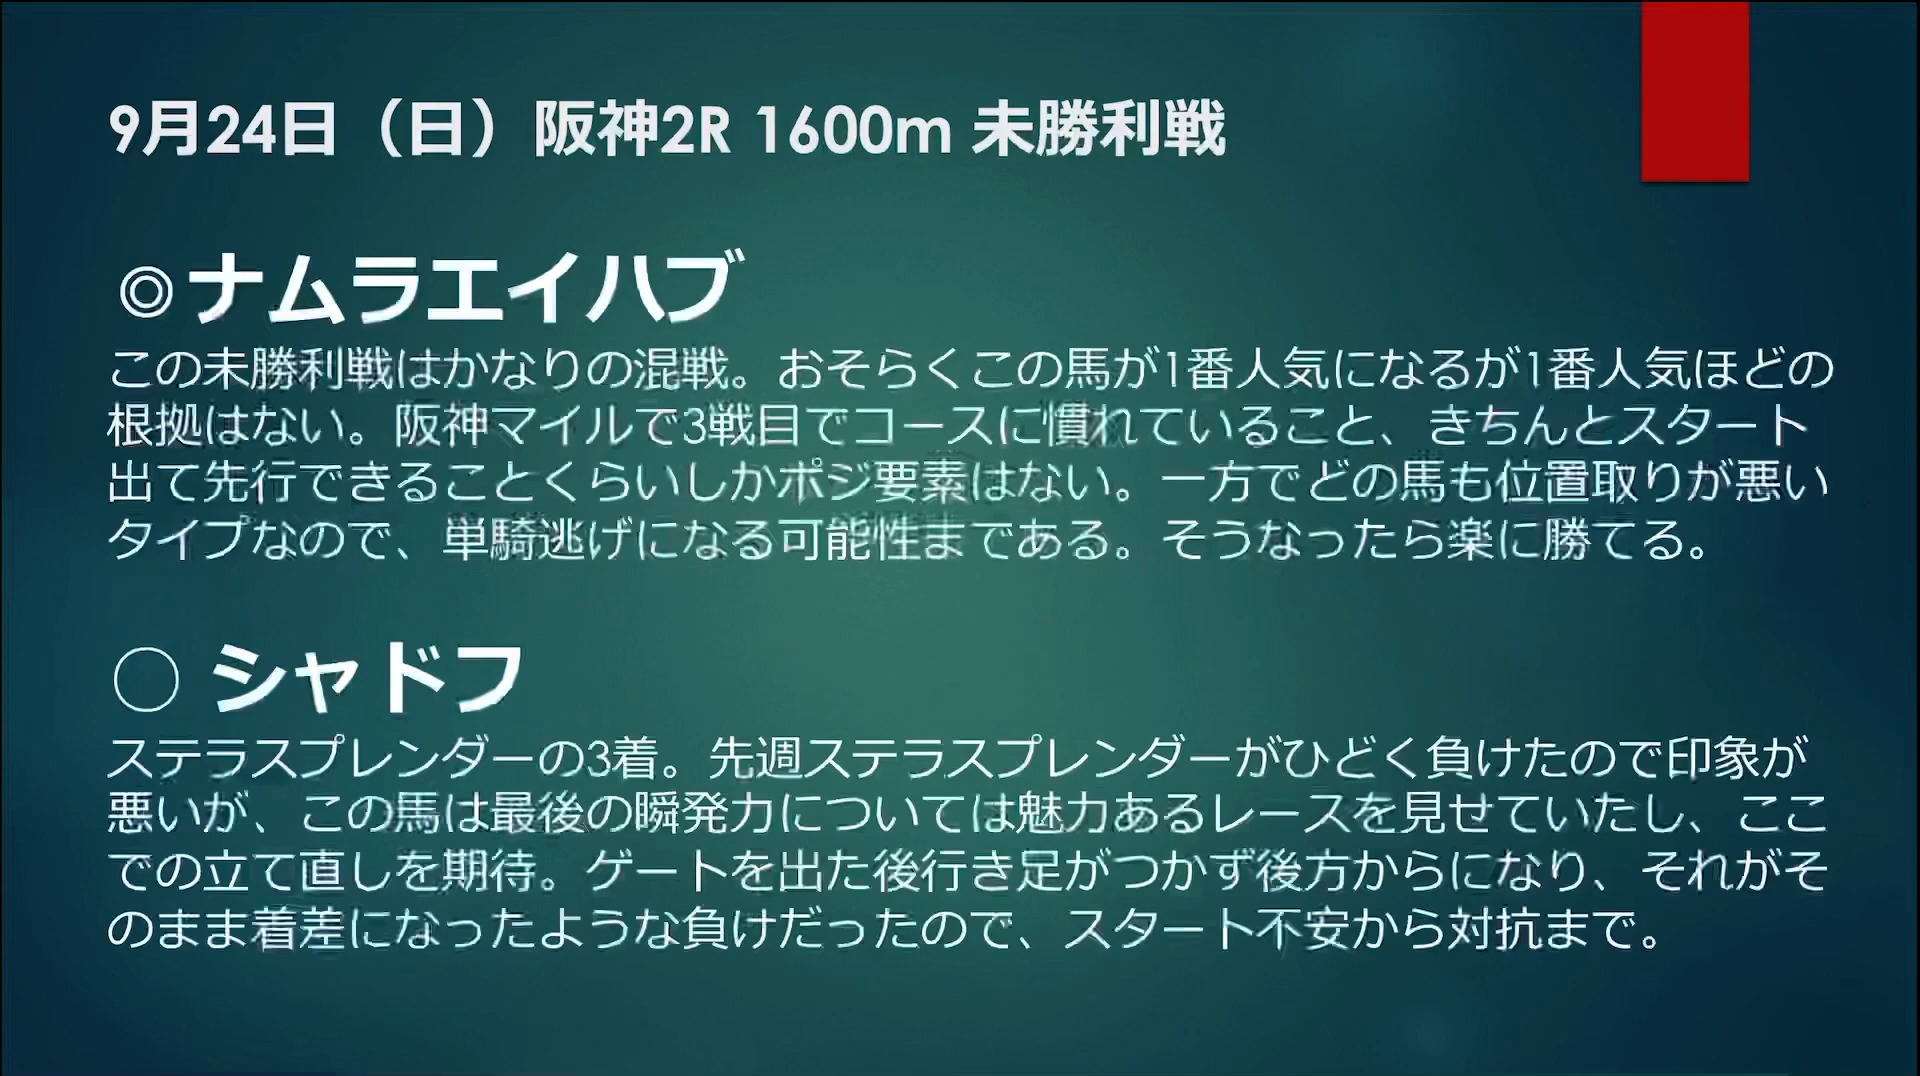 9月24日（日）阪神2R 1600m 未勝利戦
◎ナムラエイハブ
この未勝利戦はかなりの混戦。おそらくこの馬が1番人気になるが1番人気ほどの
根拠はない。阪神マイルで3戦目でコースに慣れていること、きちんとスタート
出て先行できることくらいしかポジ要素はない。一方でどの馬も位置取りが悪い
タイプなので、単騎逃げになる可能性まである。そうなったら楽に勝てる。
○ シャドフ
ステラスプレンダーの3着。先週ステラスプレンダーがひどく負けたので印象が
悪いが、この馬は最後の瞬発力については魅力あるレースを見せていたし、ここ
での立て直しを期待。ゲートを出た後行き足がつかず後方からになり、それがそ
のまま着差になったような負けだったので、スタート不安から対抗まで。